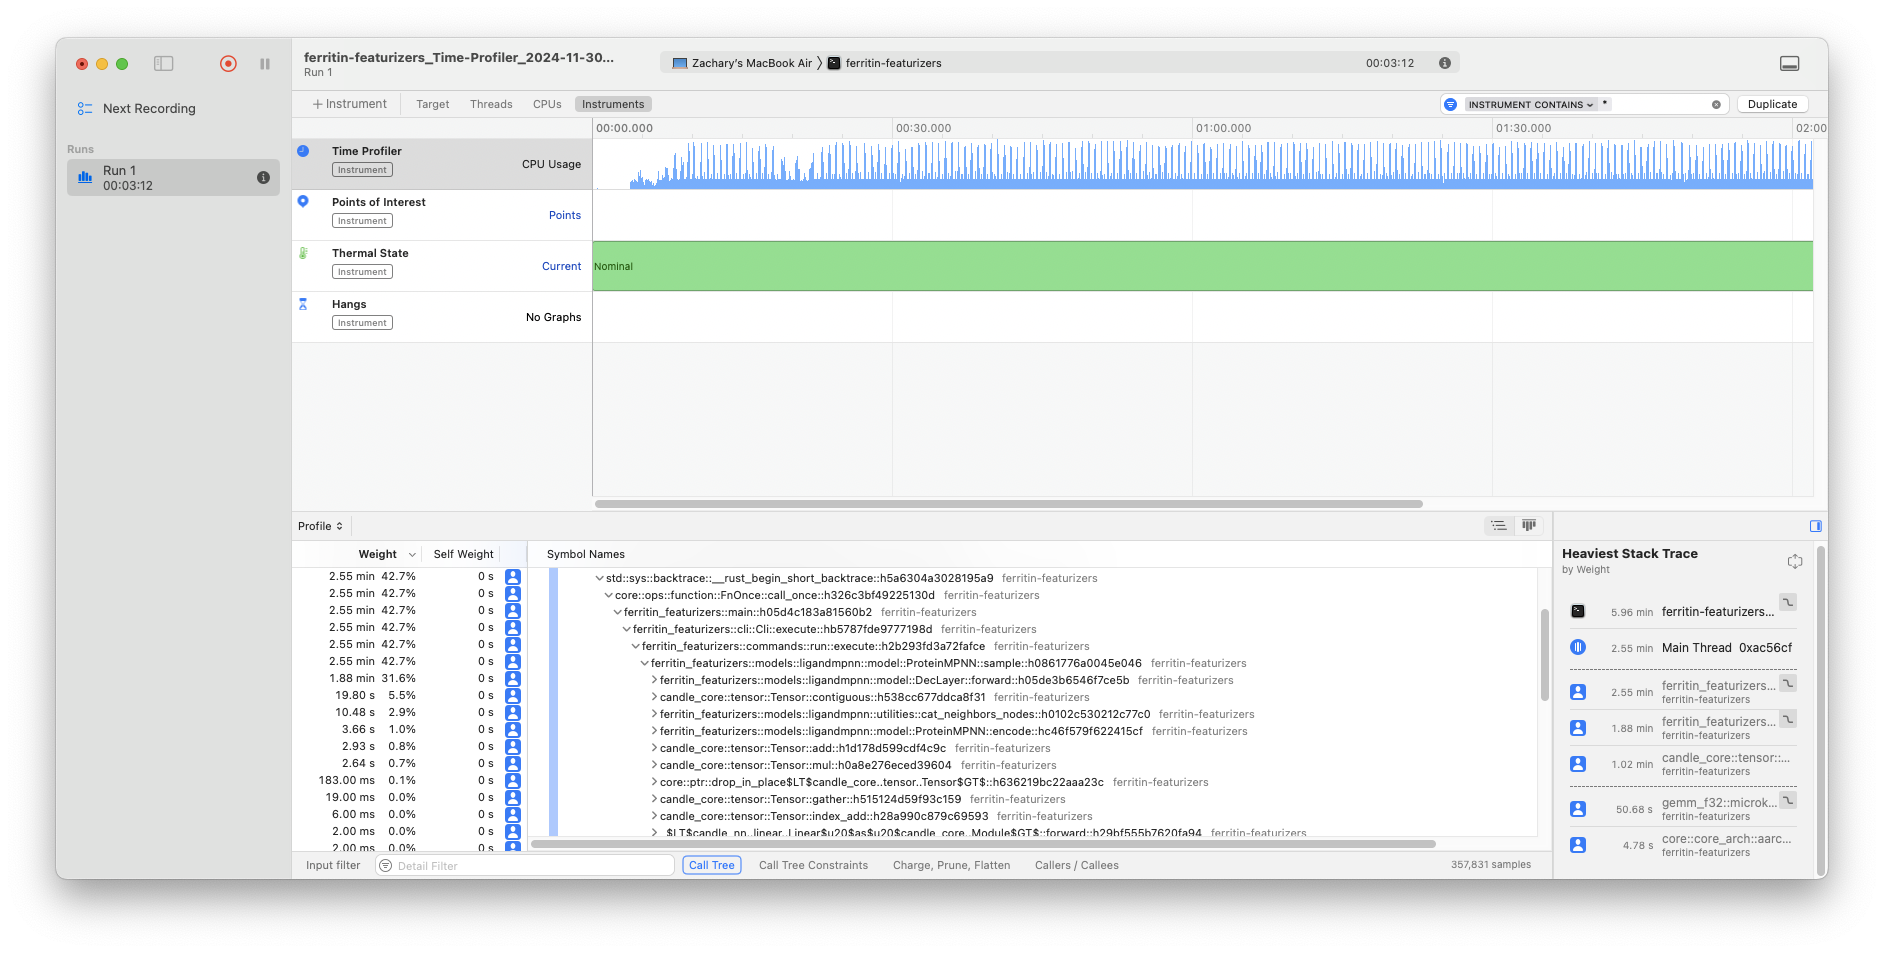 ferritin-featurizers_Time-Profiler_2024-11-30...
Run 1
Zachary's MacBook Air
ferritin-featurizers
00:03:12
Next Recording
Runs
Run 1
00:03:12
Instrument
Target
Threads
CPUs
Instruments
INSTRUMENT CONTAINS
*
Duplicate
00:00.000
00:30.000
01:00.000
01:30.000
02:00
Time Profiler
Instrument
CPU Usage
Points of Interest
Instrument
Points
Thermal State
Instrument
Current
Nominal
Hangs
Instrument
No Graphs
Profile
Weight
Self Weight
Symbol Names
2.55 min 42.7% 0 s std::sys::backtrace::__rust_begin_short_backtrace::h5a6304a3028195a9 ferritin-featurizers
2.55 min 42.7% 0 s core::ops::function::FnOnce::call_once::h326c3bf49225130d ferritin-featurizers
2.55 min 42.7% 0 s ferritin_featurizers::main::h05d4c183a81560b2 ferritin-featurizers
2.55 min 42.7% 0 s ferritin_featurizers::cli::Cli::execute::hb5787fde9777198d ferritin-featurizers
2.55 min 42.7% 0 s ferritin_featurizers::commands::run::execute::h2b293fd3a72fafce ferritin-featurizers
2.55 min 42.7% 0 s ferritin_featurizers::models::ligandmpnn::model::ProteinMPNN::sample::h0861776a0045e046 ferritin-featurizers
1.88 min 31.6% 0 s ferritin_featurizers::models::ligandmpnn::model::DecLayer::forward::h05de3b6546f7ce5b ferritin-featurizers
19.80 s 5.5% 0 s candle_core::tensor::Tensor::contiguous::h538cc677ddca8f31 ferritin-featurizers
10.48 s 2.9% 0 s ferritin_featurizers::models::ligandmpnn::utilities::cat_neighbors_nodes::h0102c530212c77c0 ferritin-featurizers
3.66 s 1.0% 0 s ferritin_featurizers::models::ligandmpnn::model::ProteinMPNN::encode::hc46f579f622415cf ferritin-featurizers
2.93 s 0.8% 0 s candle_core::tensor::Tensor::add::h1d178d599cdf4c9c ferritin-featurizers
2.64 s 0.7% 0 s candle_core::tensor::Tensor::mul::h0a8e276eced39604 ferritin-featurizers
183.00 ms 0.1% 0 s core::ptr::drop_in_place$LT$candle_core..tensor..Tensor$GT$::h636219bc22aaa23c ferritin-featurizers
19.00 ms 0.0% 0 s candle_core::tensor::Tensor::gather::h515124d59f93c159 ferritin-featurizers
6.00 ms 0.0% 0 s candle_core::tensor::Tensor::index_add::h28a990c879c69593 ferritin-featurizers
2.00 ms 0.0% 0 s _$LT$candle_nn..linear..Linear$u20$as$u20$candle_core..Module$GT$::forward::h29bf555b7620fa94 ferritin-featurizers
2.00 ms 0.0% 0 s
Input filter
Detail Filter
Call Tree
Call Tree Constraints
Charge, Prune, Flatten
Callers / Callees
357,831 samples
Heaviest Stack Trace
by Weight
5.96 min ferritin-featurizers...
2.55 min Main Thread 0xac56cf
2.55 min ferritin_featurizers...
ferritin-featurizers
1.88 min ferritin_featurizers...
ferritin-featurizers
1.02 min candle_core::tensor::...
ferritin-featurizers
50.68 s gemm_f32::microk...
ferritin-featurizers
4.78 s core::core_arch::aarc...
ferritin-featurizers